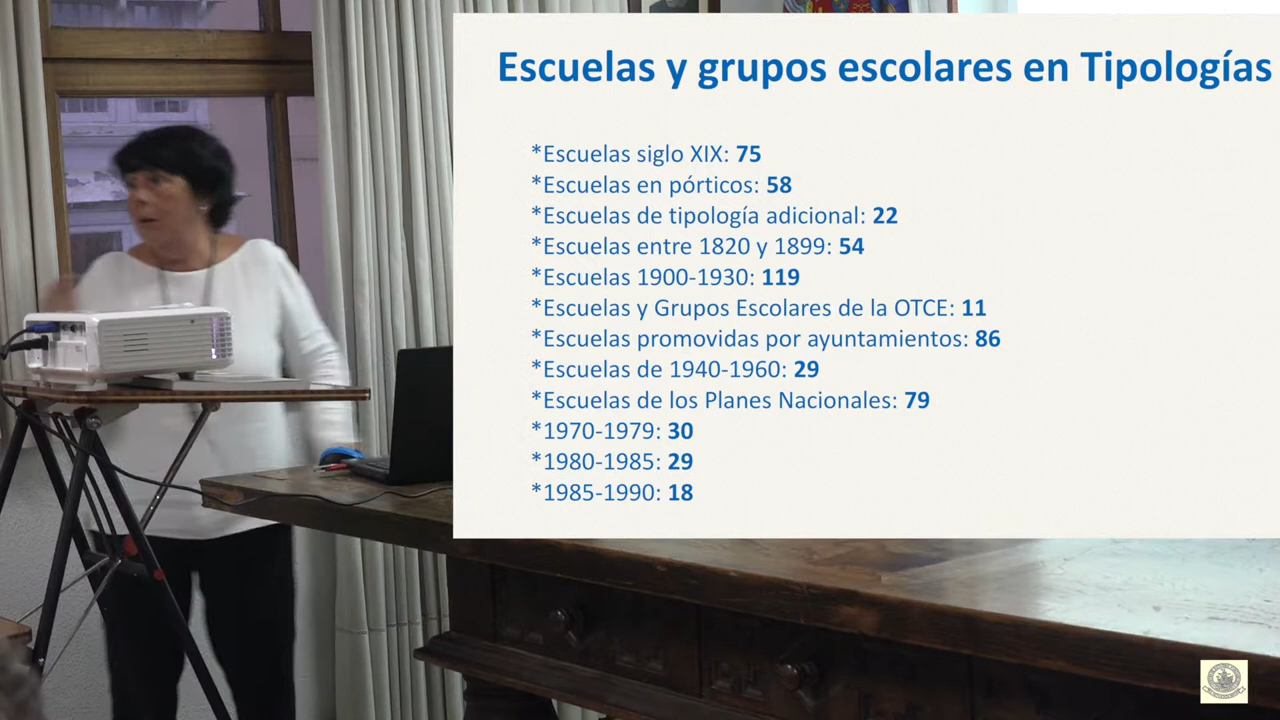 Escuelas y grupos escolares en Tipologías
*Escuelas siglo XIX: 75
*Escuelas en pórticos: 58
*Escuelas de tipología adicional: 22
*Escuelas entre 1820 y 1899: 54
*Escuelas 1900-1930: 119
*Escuelas y Grupos Escolares de la OTCE: 11
*Escuelas promovidas por ayuntamientos: 86
*Escuelas de 1940-1960: 29
*Escuelas de los Planes Nacionales: 79
*1970-1979: 30
*1980-1985: 29
*1985-1990: 18